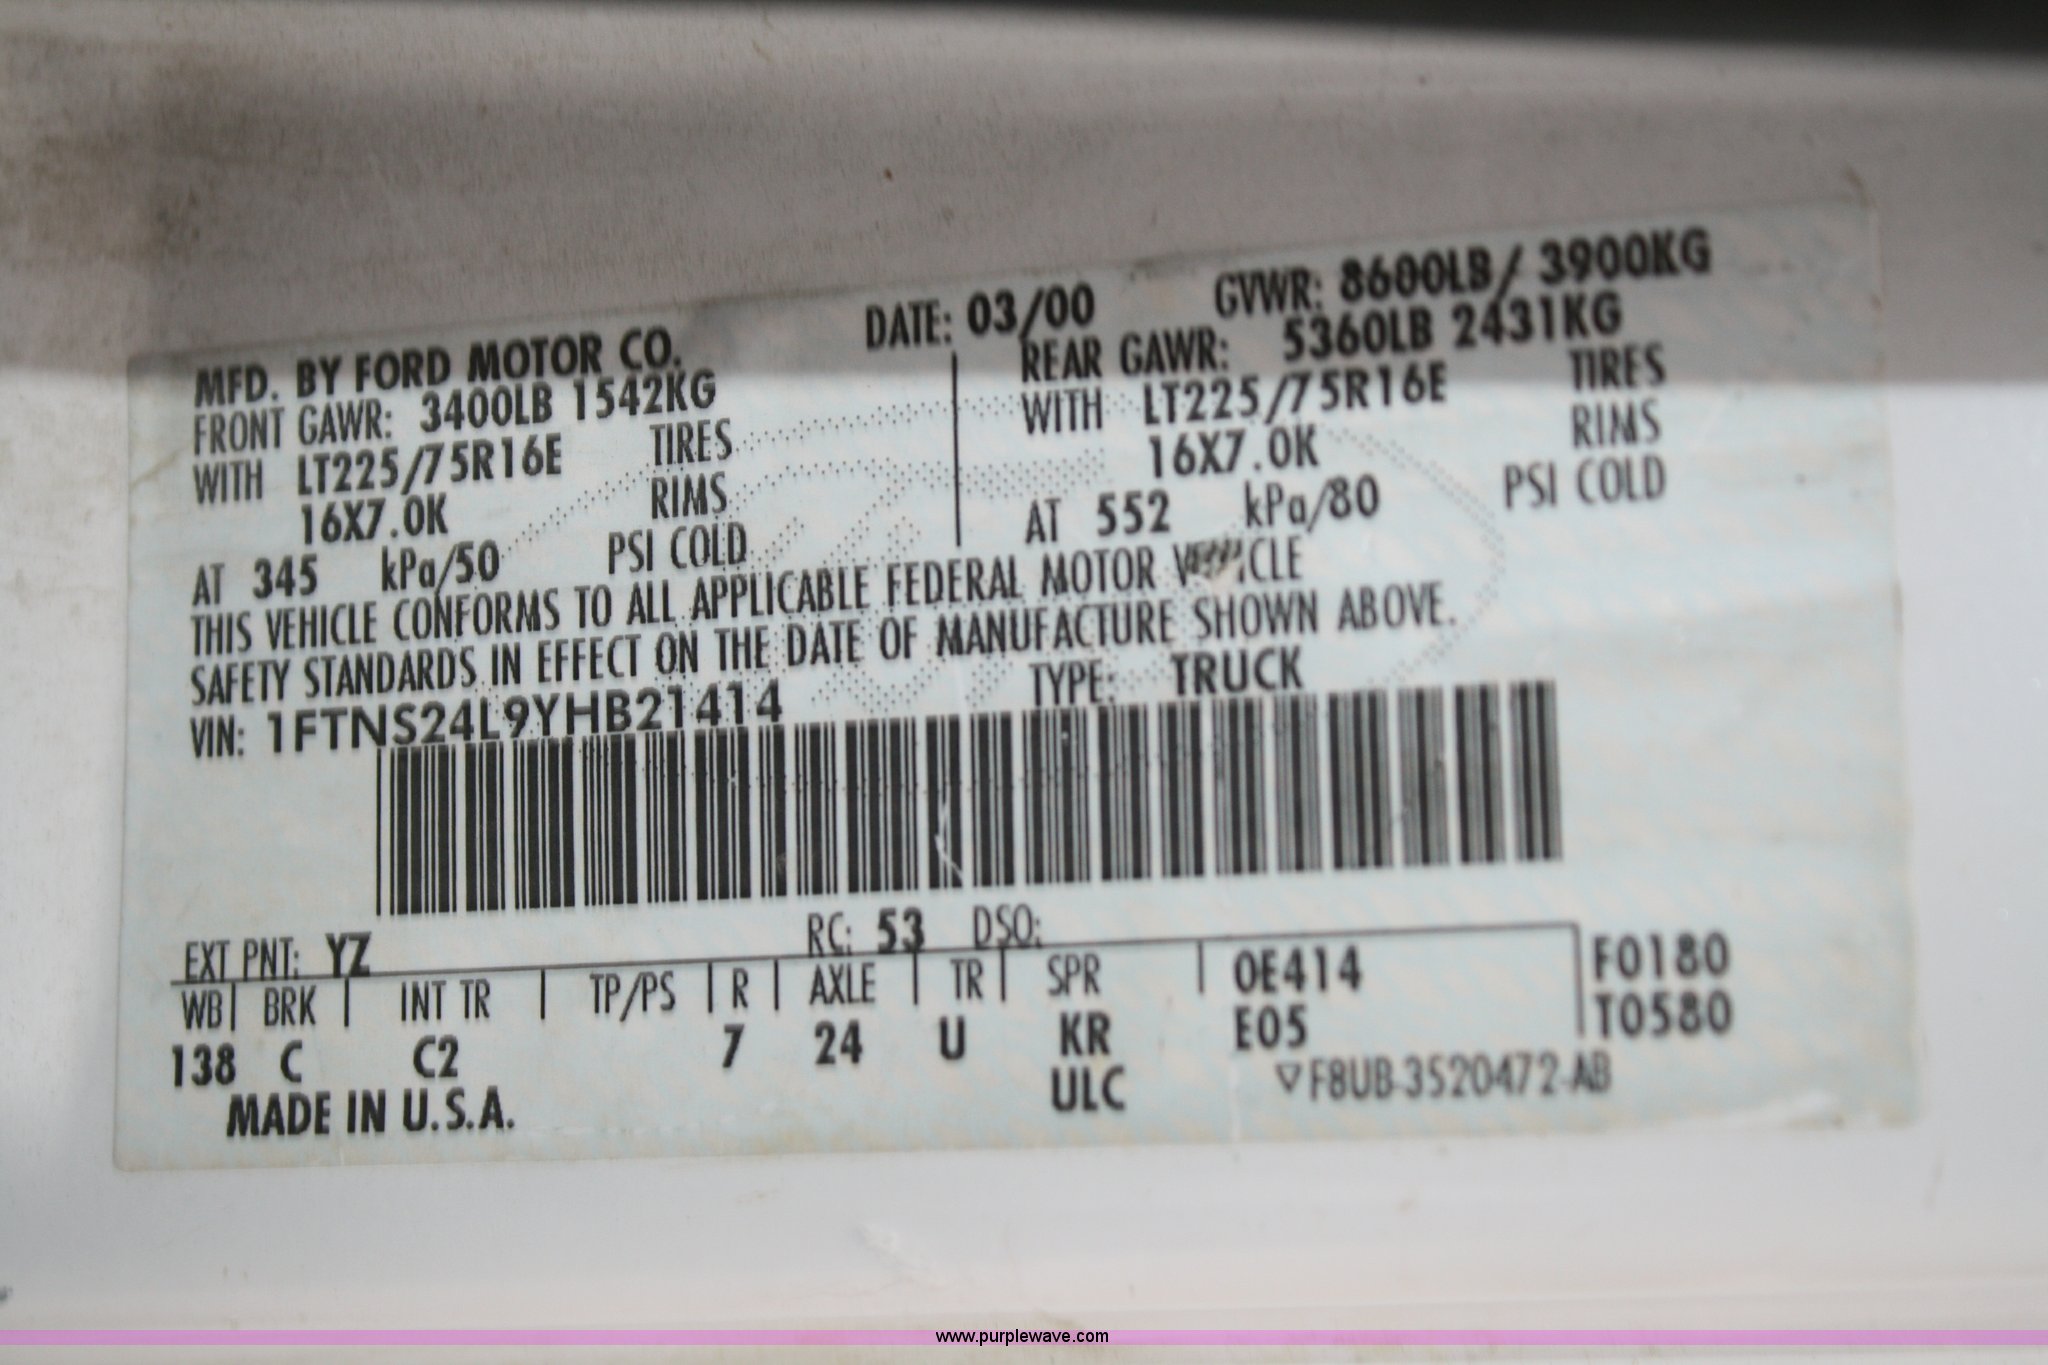 MFD. BY FORD MOTOR CO. DATE: 03/00 GVWR: 8600LB/ 3900KG
FRONT GAWR: 3400LB 1542KG REAR GAWR: 5360LB 2431KG
WITH LT225/75R16E TIRES WITH LT225/75R16E TIRES
16X7.0K RIMS 16X7.0K RIMS
AT 345 kPa/50 PSI COLD AT 552 kPa/80 PSI COLD
THIS VEHICLE CONFORMS TO ALL APPLICABLE FEDERAL MOTOR VEHICLE
SAFETY STANDARDS IN EFFECT ON THE DATE OF MANUFACTURE SHOWN ABOVE.
VIN: 1FTNS24L9YHB21414 TYPE: TRUCK
EXT PNT: YZ RC: 53 DSO:
WB BRK INT TR TP/PS R AXLE TR SPR 0E414 F0180
138 C C2 7 24 U KR E05 T0580
ULC ▽F8UB-3520472-AB
MADE IN U.S.A.
www.purplewave.com